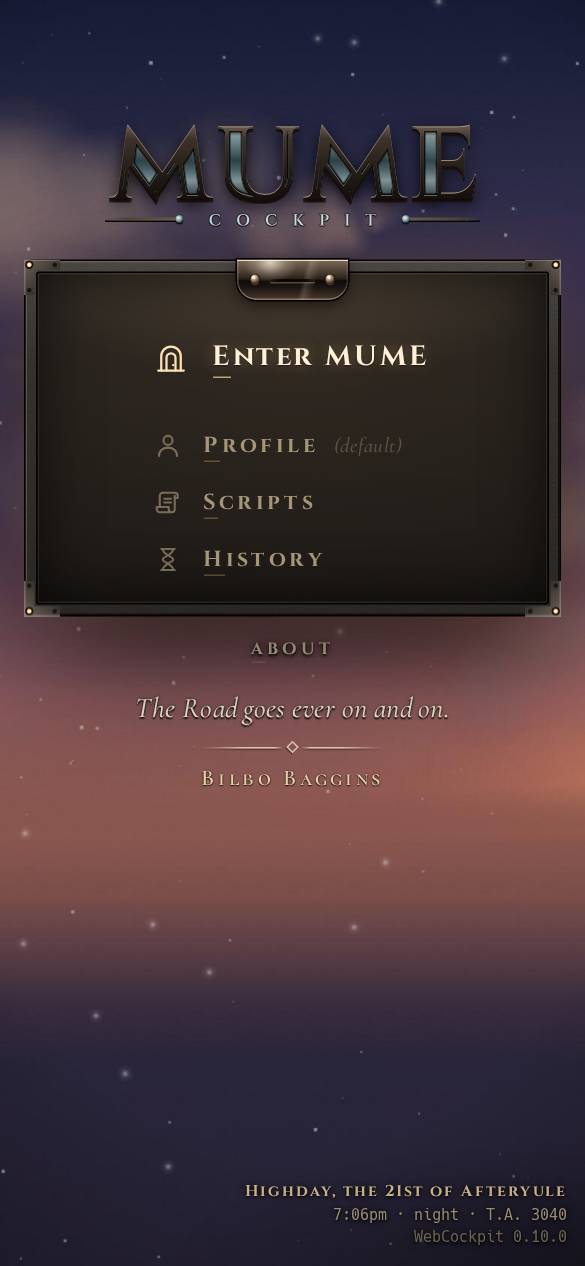 MUME
COCKPIT
Enter MUME
Profile (default)
Scripts
History
About
The Road goes ever on and on.
Bilbo Baggins
Highday, the 21st of Afteryule
7:06pm · night · T.A. 3040
WebCockpit 0.10.0